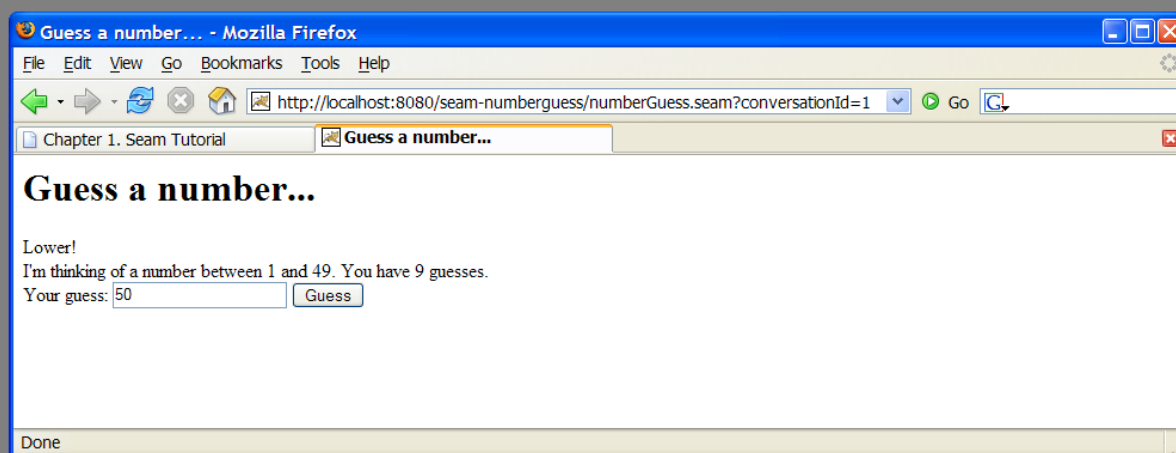 Guess a number... - Mozilla Firefox
File Edit View Go Bookmarks Tools Help
http://localhost:8080/seam-numberguess/numberGuess.seam?conversationId=1 Go G
Chapter 1. Seam Tutorial Guess a number...
Guess a number...
Lower!
I'm thinking of a number between 1 and 49. You have 9 guesses.
Your guess: 50 Guess
Done